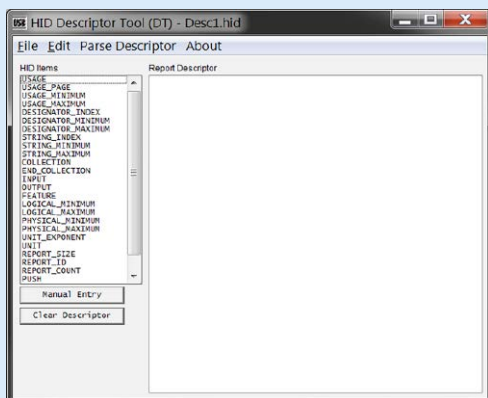 HID Descriptor Tool (DT) - Desc1.hid
File Edit Parse Descriptor About
HID Items
Report Descriptor
USAGE
USAGE_PAGE
USAGE_MINIMUM
USAGE_MAXIMUM
DESIGNATOR_INDEX
DESIGNATOR_MINIMUM
DESIGNATOR_MAXIMUM
STRING_INDEX
STRING_MINIMUM
STRING_MAXIMUM
COLLECTION
END_COLLECTION
INPUT
OUTPUT
FEATURE
LOGICAL_MINIMUM
LOGICAL_MAXIMUM
PHYSICAL_MINIMUM
PHYSICAL_MAXIMUM
UNIT_EXPONENT
UNIT
REPORT_SIZE
REPORT_ID
REPORT_COUNT
PUSH
Manual Entry
Clear Descriptor